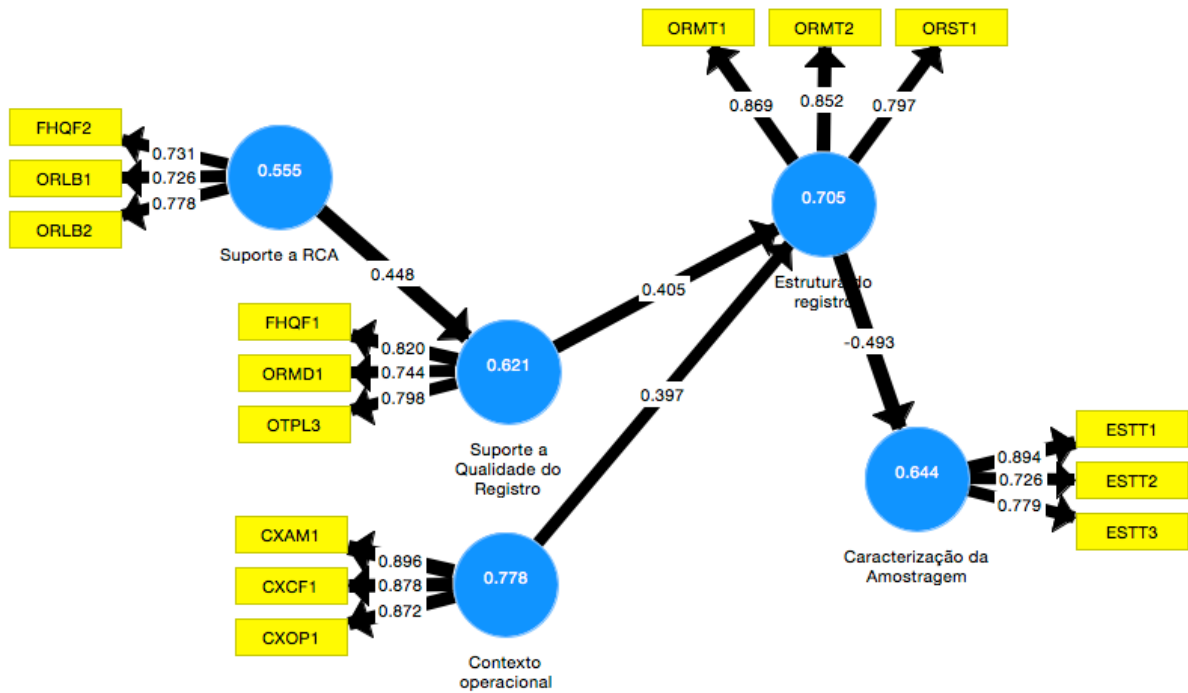 ORMT1
ORMT2
ORST1
0.869
0.852
0.797
FHQF2
ORLB1
ORLB2
0.731
0.726
0.778
0.555
Suporte a RCA
0.448
0.705
Estrutura do
registro
0.405
FHQF1
ORMD1
OTPL3
0.820
0.744
0.798
0.621
Suporte a
Qualidade do
Registro
0.397
-0.493
0.644
Caracterização da
Amostragem
0.894
0.726
0.779
ESTT1
ESTT2
ESTT3
CXAM1
CXCF1
CXOP1
0.896
0.878
0.872
0.778
Contexto
operacional